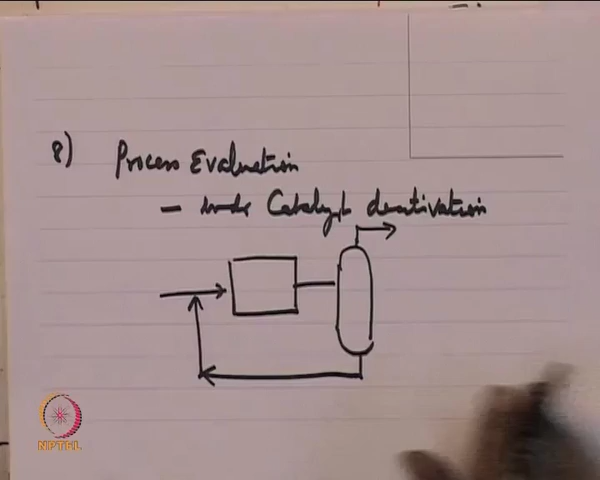 8) Process Evaluation
— under Catalyst deactivation
NPTEL